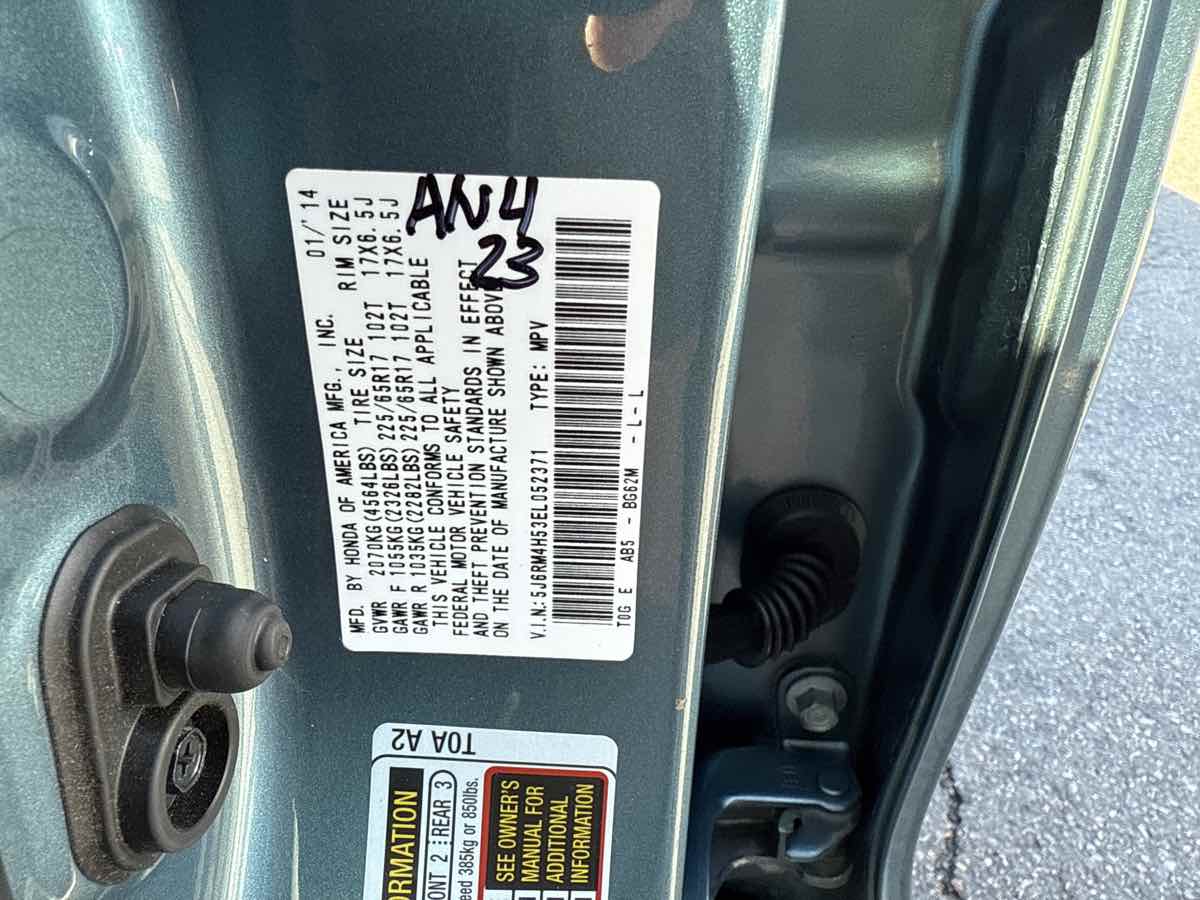 MFD. BY HONDA OF AMERICA MFG., INC. 01/'14
GVWR 2070KG(4564LBS) TIRE SIZE RIM SIZE
GAWR F 1055KG(2328LBS) 225/65R17 102T 17X6.5J
GAWR R 1035KG(2282LBS) 225/65R17 102T 17X6.5J
THIS VEHICLE CONFORMS TO ALL APPLICABLE
FEDERAL MOTOR VEHICLE SAFETY
AND THEFT PREVENTION STANDARDS IN EFFECT
ON THE DATE OF MANUFACTURE SHOWN ABOVE
AN4
23
V.I.N.: 5J6RM4H53EL052371 TYPE: MPV
T0G E AB5 - BG62M - L- L
T0A A2
ORMATION
ONT 2 REAR 3
eed 385kg or 850lbs.
SEE OWNER'S
MANUAL FOR
ADDITIONAL
INFORMATION